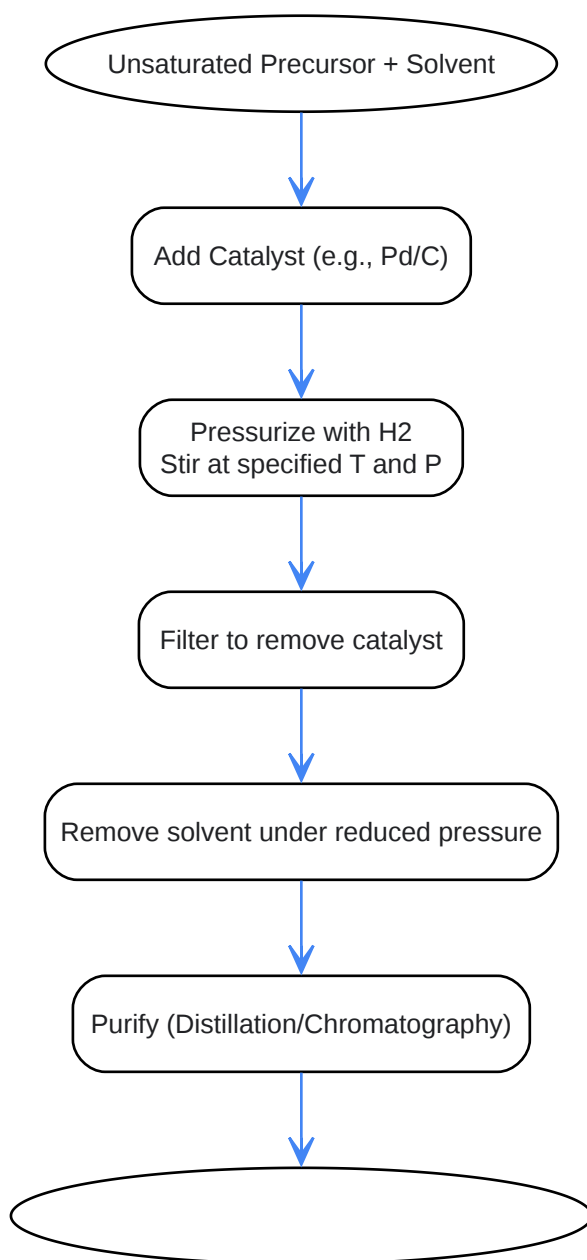 Unsaturated Precursor + Solvent
Add Catalyst (e.g., Pd/C)
Pressurize with H2
Stir at specified T and P
Filter to remove catalyst
Remove solvent under reduced pressure
Purify (Distillation/Chromatography)